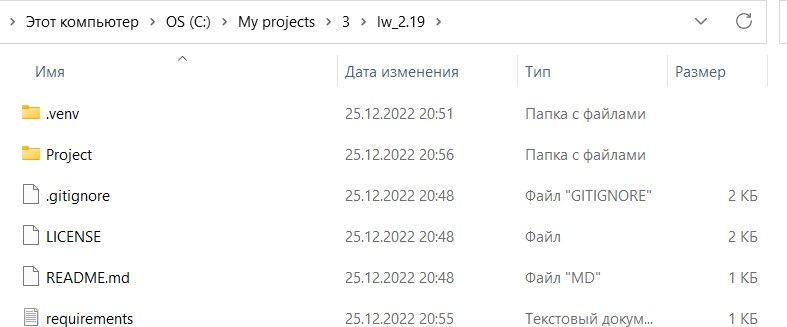 Этот компьютер > OS (C:) > My projects > 3 > lw_2.19 >
Имя Дата изменения Тип Размер
.venv 25.12.2022 20:51 Папка с файлами
Project 25.12.2022 20:56 Папка с файлами
.gitignore 25.12.2022 20:48 Файл "GITIGNORE" 2 КБ
LICENSE 25.12.2022 20:48 Файл 2 КБ
README.md 25.12.2022 20:48 Файл "MD" 1 КБ
requirements 25.12.2022 20:55 Текстовый докум... 1 КБ